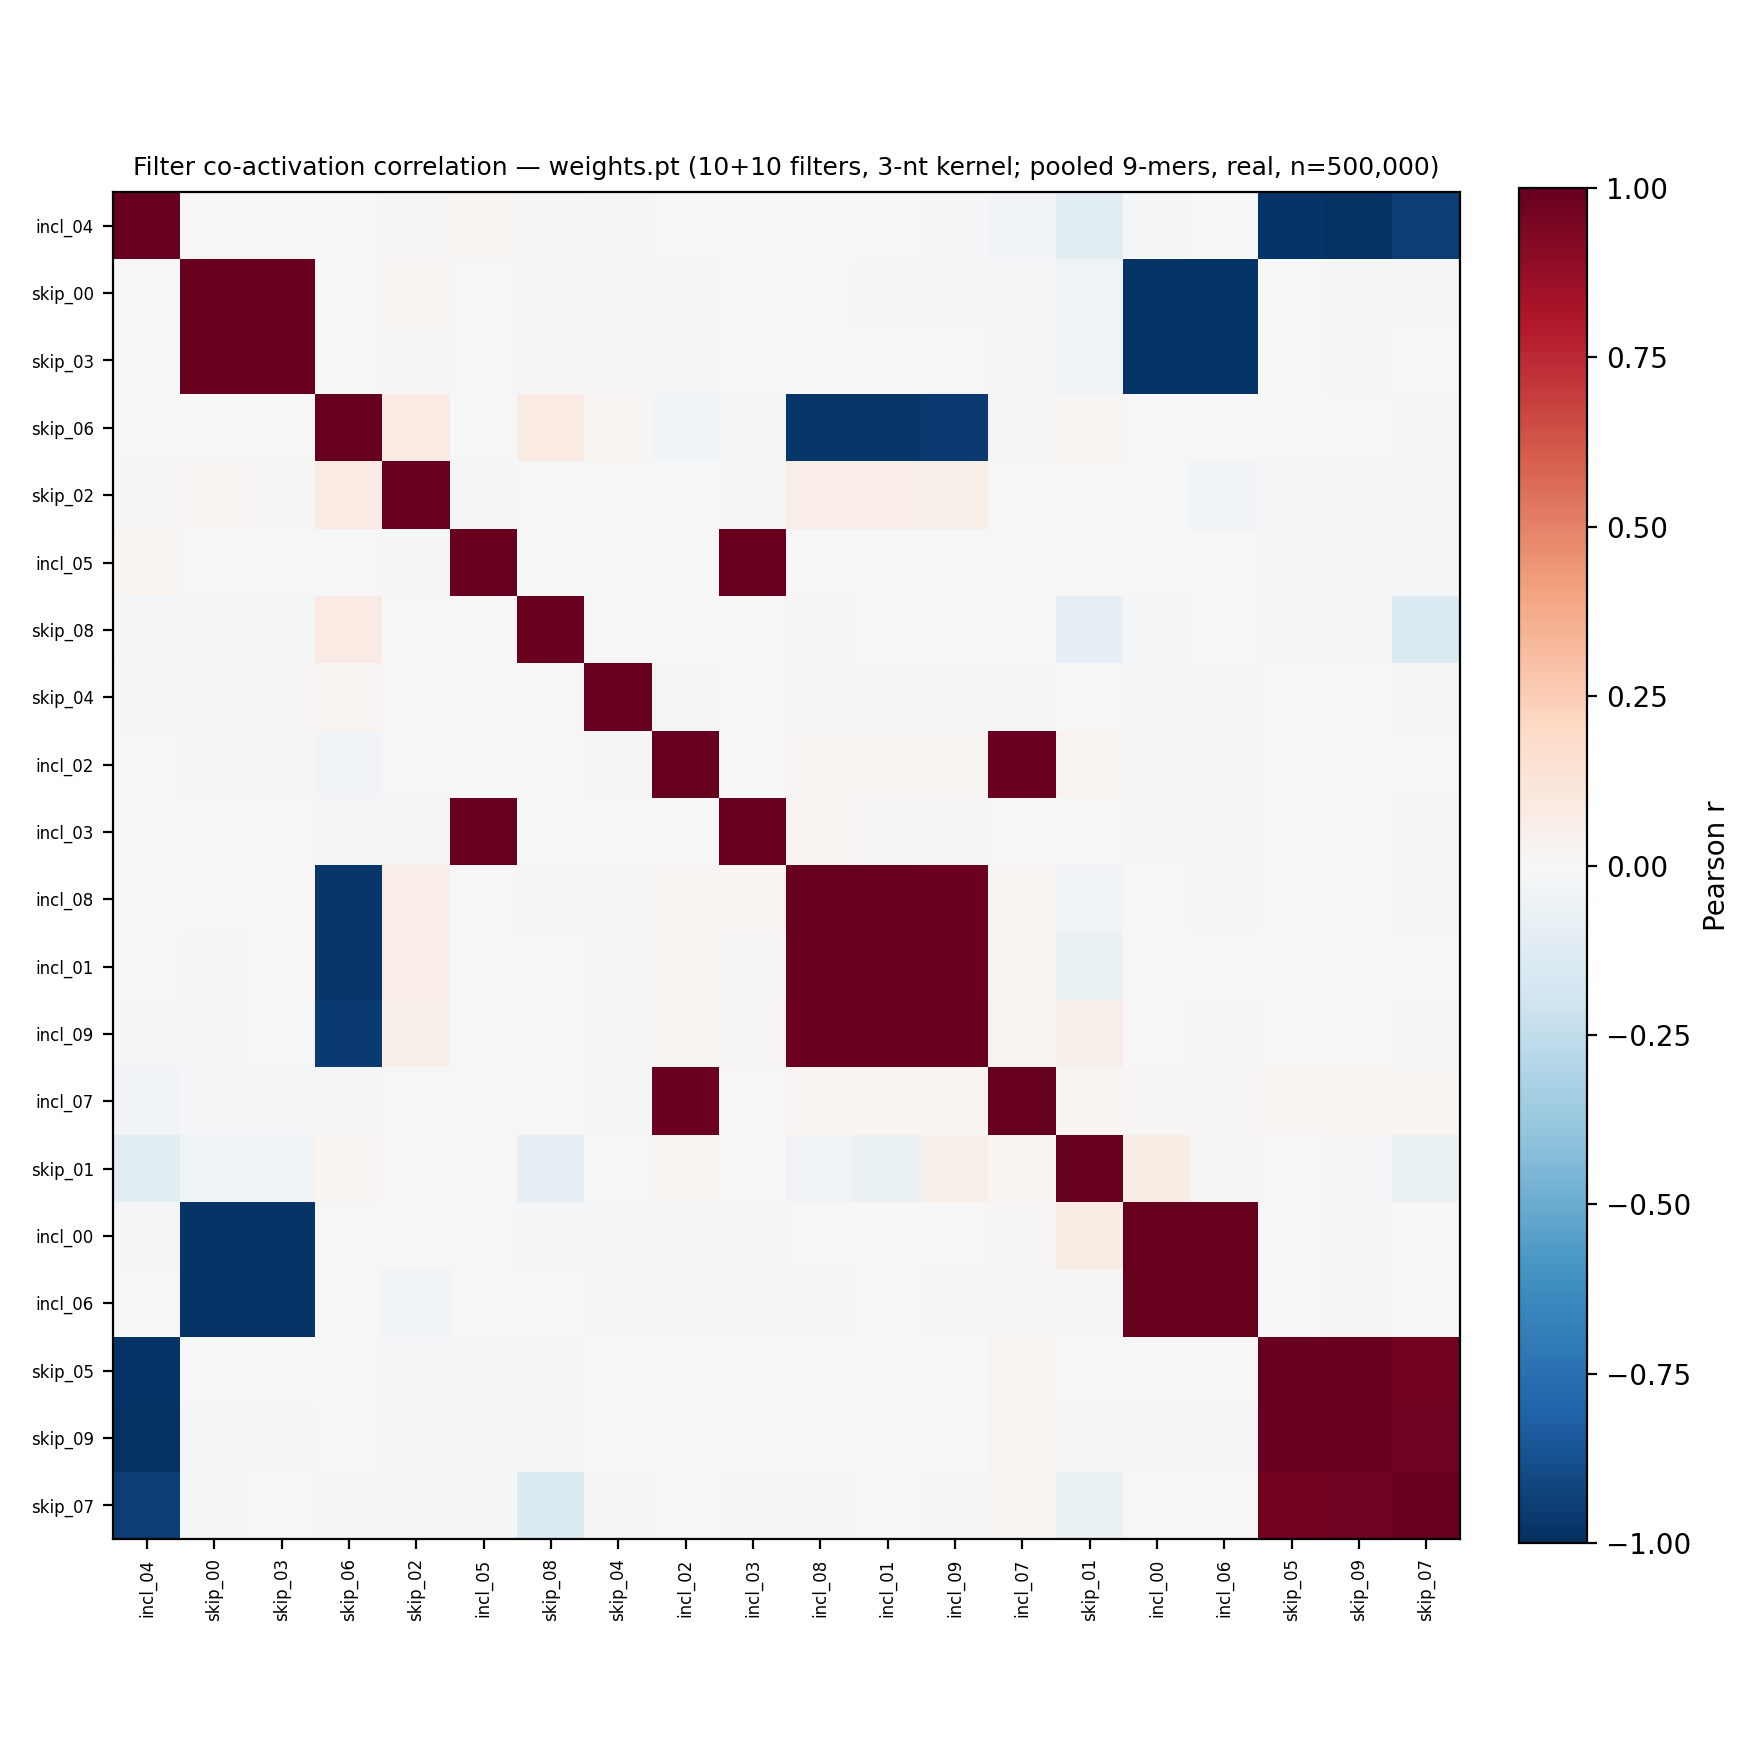 Filter co-activation correlation — weights.pt (10+10 filters, 3-nt kernel; pooled 9-mers, real, n=500,000)
incl_04
skip_00
skip_03
skip_06
skip_02
incl_05
skip_08
skip_04
incl_02
incl_03
incl_08
incl_01
incl_09
incl_07
skip_01
incl_00
incl_06
skip_05
skip_09
skip_07
incl_04
skip_00
skip_03
skip_06
skip_02
incl_05
skip_08
skip_04
incl_02
incl_03
incl_08
incl_01
incl_09
incl_07
skip_01
incl_00
incl_06
skip_05
skip_09
skip_07
1.00
0.75
0.50
0.25
0.00
−0.25
−0.50
−0.75
−1.00
Pearson r